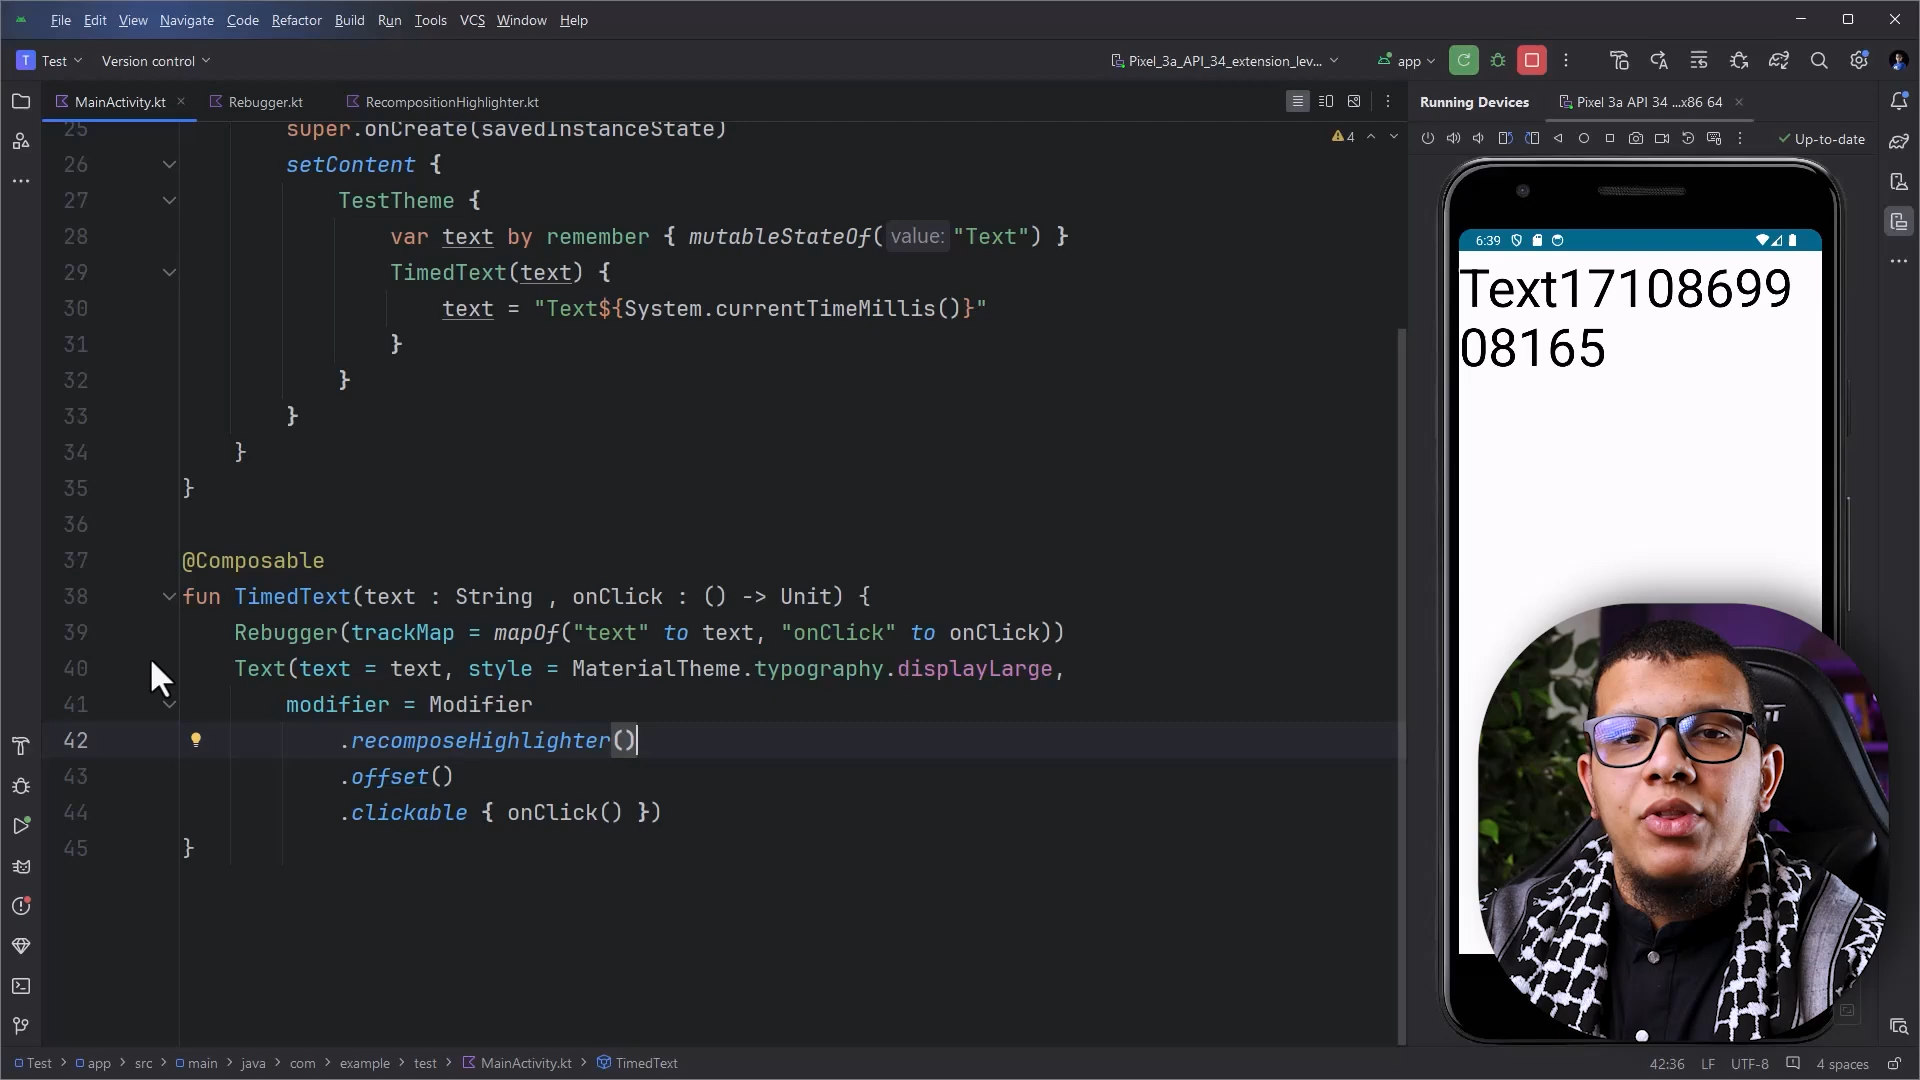 File Edit View Navigate Code Refactor Build Run Tools VCS Window Help
T Test Version control Pixel_3a_API_34_extension_lev... app
MainActivity.kt Rebugger.kt RecompositionHighlighter.kt Running Devices Pixel 3a API 34 ...x86 64
4 Up-to-date
25 super.onCreate(savedInstanceState)
26 setContent {
27 TestTheme {
28 var text by remember { mutableStateOf( value: "Text") }
29 TimedText(text) {
30 text = "Text${System.currentTimeMillis()}"
31 }
32 }
33 }
34 }
35 }
36
37 @Composable
38 fun TimedText(text : String , onClick : () -> Unit) {
39 Rebugger(trackMap = mapOf("text" to text, "onClick" to onClick))
40 Text(text = text, style = MaterialTheme.typography.displayLarge,
41 modifier = Modifier
42 .recomposeHighlighter()
43 .offset()
44 .clickable { onClick() })
45 }
6:39
Text17108699
08165
Test > app > src > main > java > com > example > test > MainActivity.kt > TimedText 42:36 LF UTF-8 4 spaces